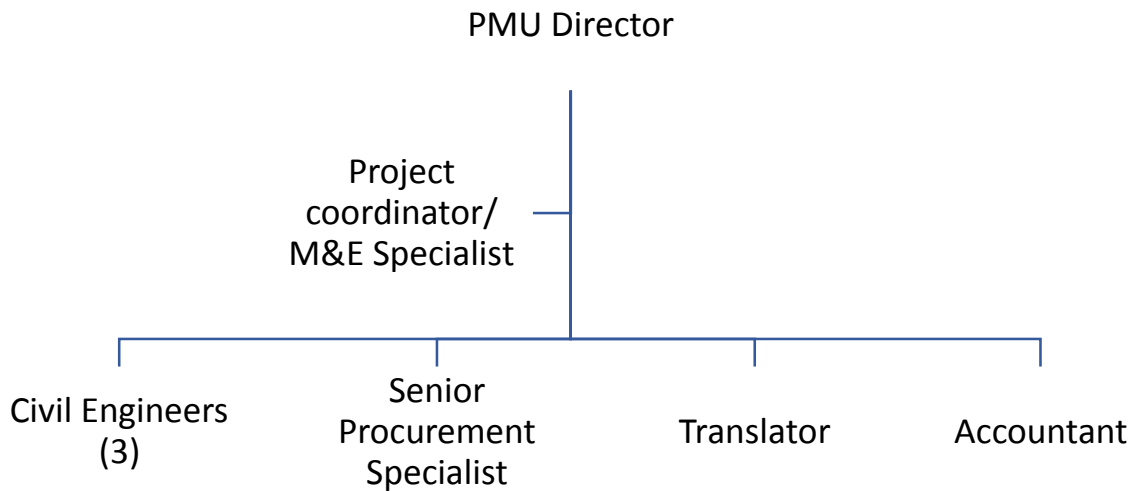 PMU Director
Project
coordinator/
M&E Specialist
Civil Engineers
(3)
Senior
Procurement
Specialist
Translator
Accountant